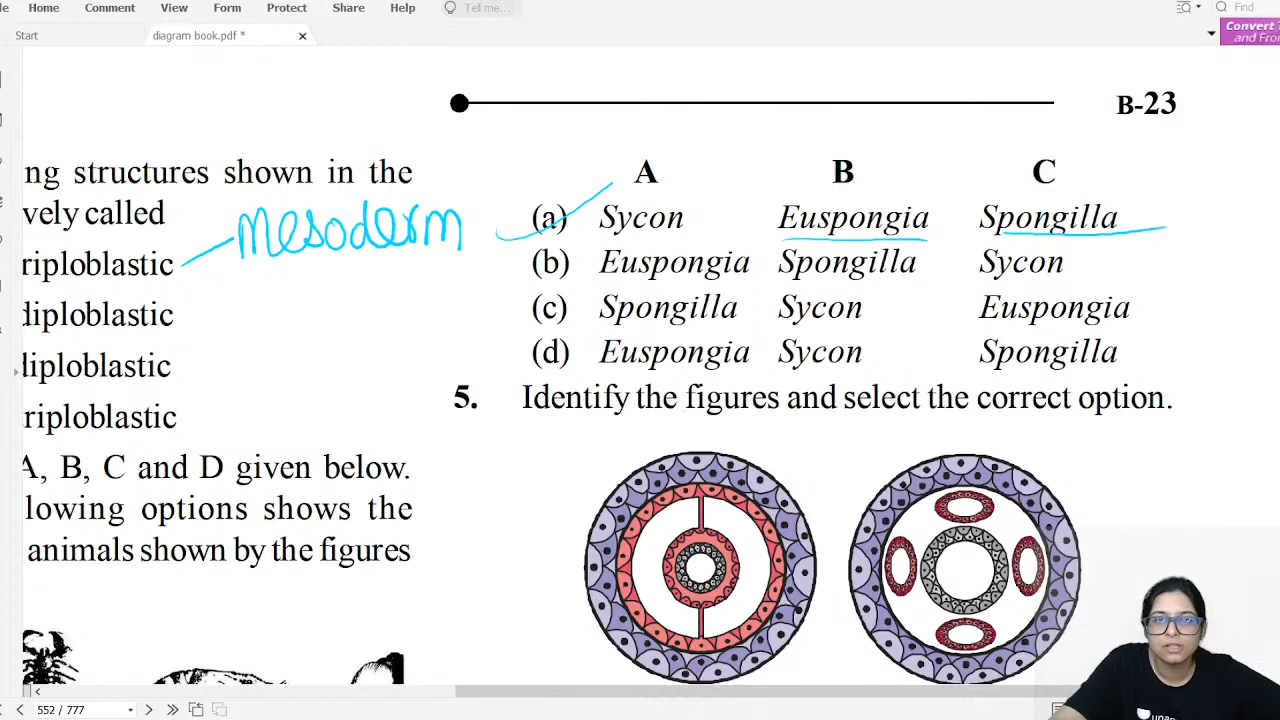 Home Comment View Form Protect Share Help Tell me... Find
Start diagram book.pdf * Convert
and
B-23
ng structures shown in the
vely called
Mesoderm
riploblastic
diploblastic
diploblastic
riploblastic
A, B, C and D given below.
lowing options shows the
animals shown by the figures
A B C
(a) Sycon Euspongia Spongilla
(b) Euspongia Spongilla Sycon
(c) Spongilla Sycon Euspongia
(d) Euspongia Sycon Spongilla
5. Identify the figures and select the correct option.
552 / 777